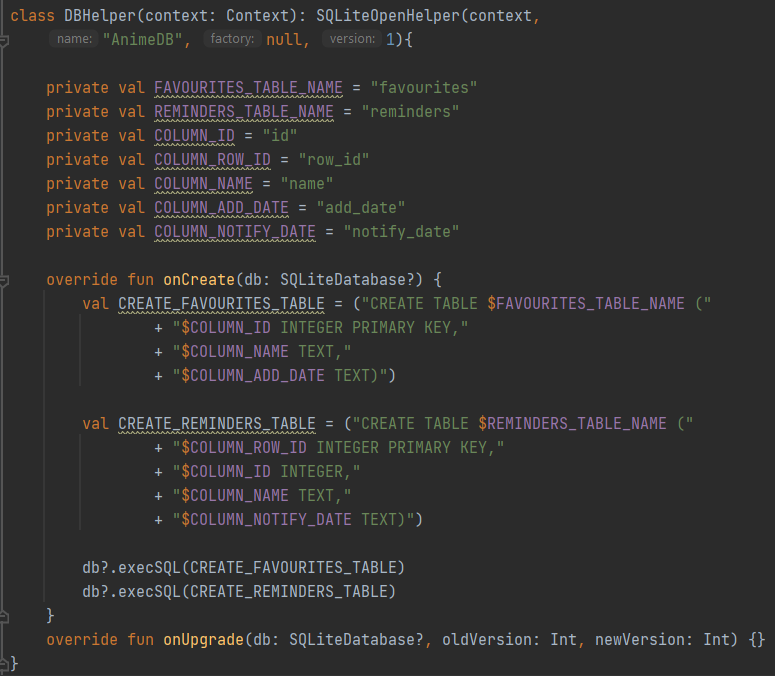 class DBHelper(context: Context): SQLiteOpenHelper(context,
    name: "AnimeDB", factory: null, version: 1){

    private val FAVOURITES_TABLE_NAME = "favourites"
    private val REMINDERS_TABLE_NAME = "reminders"
    private val COLUMN_ID = "id"
    private val COLUMN_ROW_ID = "row_id"
    private val COLUMN_NAME = "name"
    private val COLUMN_ADD_DATE = "add_date"
    private val COLUMN_NOTIFY_DATE = "notify_date"

    override fun onCreate(db: SQLiteDatabase?) {
        val CREATE_FAVOURITES_TABLE = ("CREATE TABLE $FAVOURITES_TABLE_NAME ("
                + "$COLUMN_ID INTEGER PRIMARY KEY,"
                + "$COLUMN_NAME TEXT,"
                + "$COLUMN_ADD_DATE TEXT)")

        val CREATE_REMINDERS_TABLE = ("CREATE TABLE $REMINDERS_TABLE_NAME ("
                + "$COLUMN_ROW_ID INTEGER PRIMARY KEY,"
                + "$COLUMN_ID INTEGER,"
                + "$COLUMN_NAME TEXT,"
                + "$COLUMN_NOTIFY_DATE TEXT)")

        db?.execSQL(CREATE_FAVOURITES_TABLE)
        db?.execSQL(CREATE_REMINDERS_TABLE)
    }
    override fun onUpgrade(db: SQLiteDatabase?, oldVersion: Int, newVersion: Int) {}
}